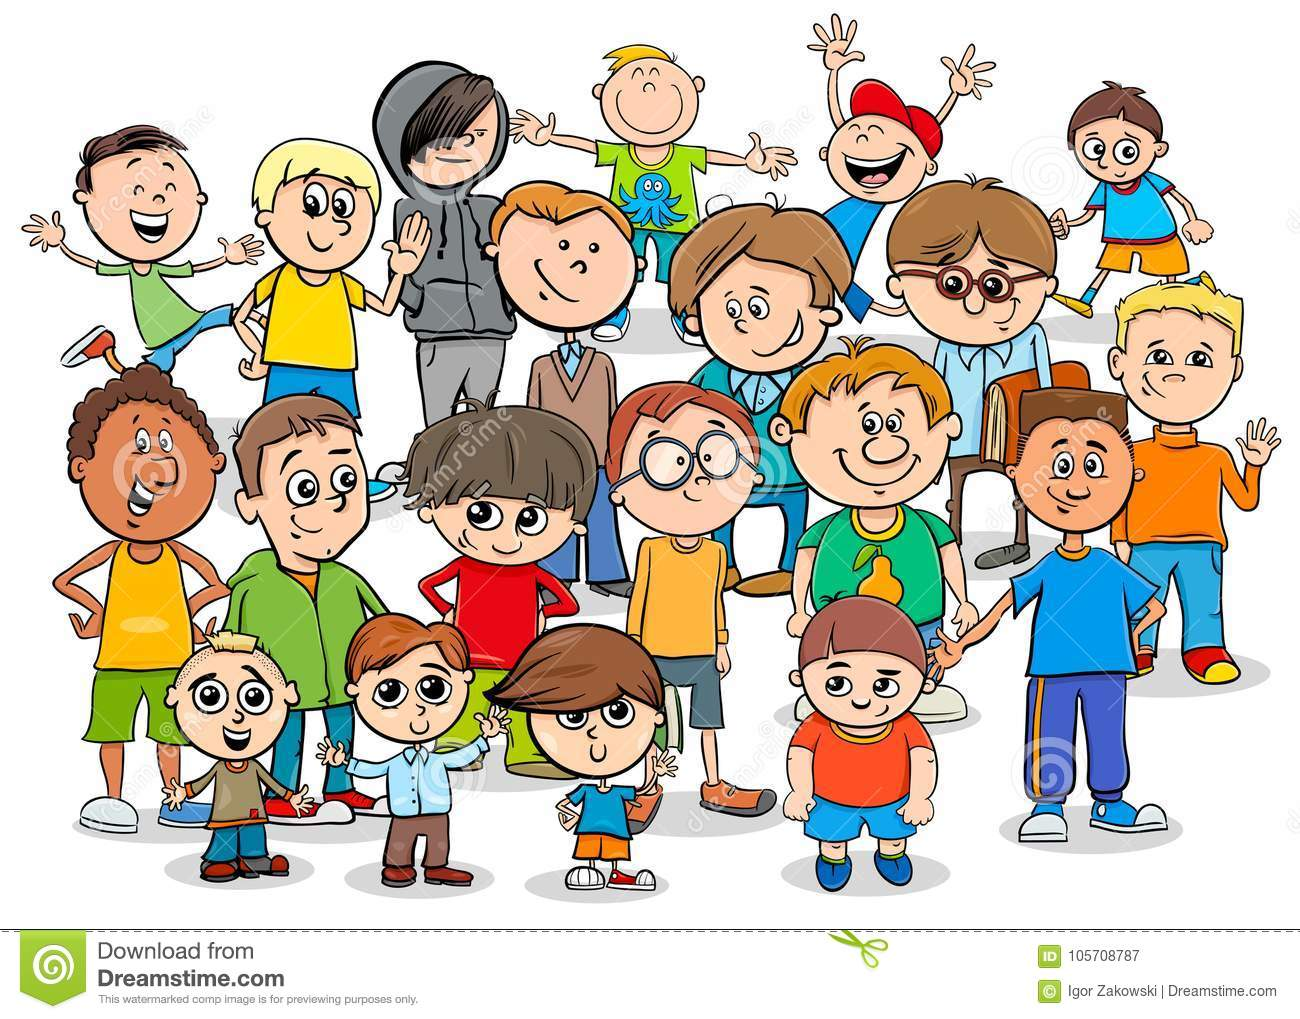 Download from
Dreamstime.com
This watermarked comp image is for previewing purposes only.
ID 105708787
© Igor Zakowski | Dreamstime.com